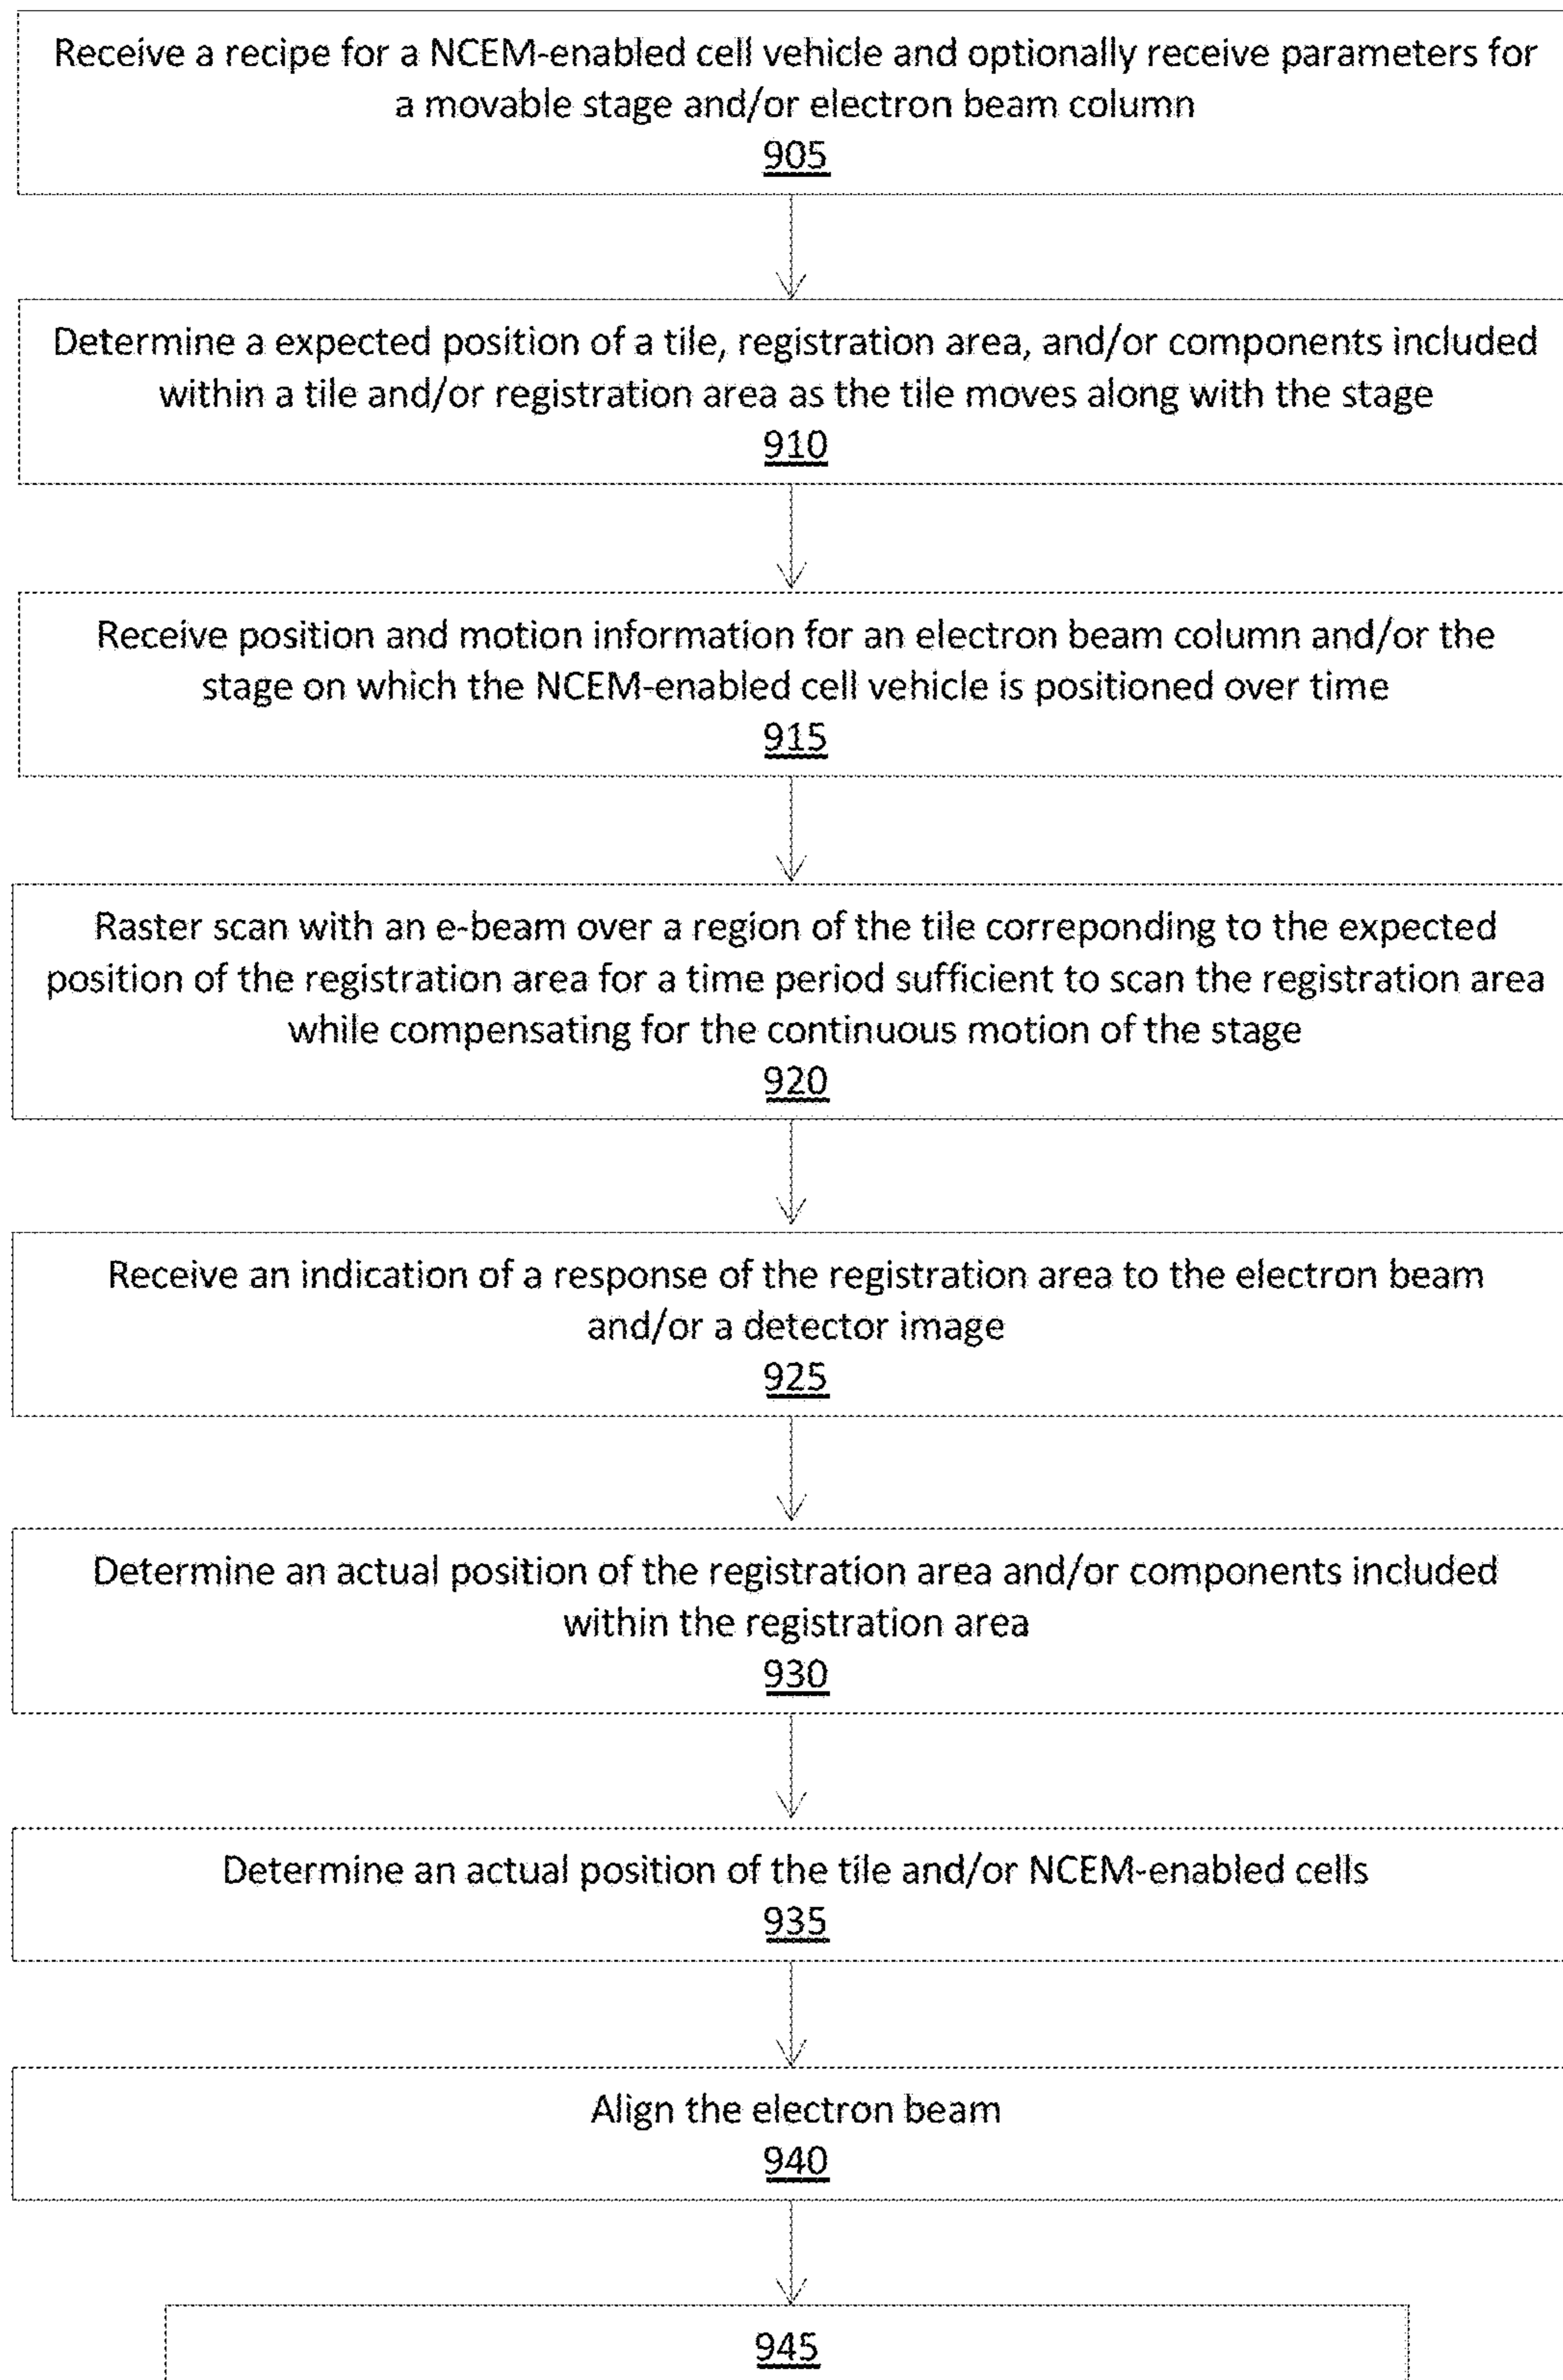 Receive a recipe for a NCEM-enabled cell vehicle and optionally receive parameters for
a movable stage and/or electron beam column
905
Determine a expected position of a tile, registration area, and/or components included
within a tile and/or registration area as the tile moves along with the stage
910
Receive position and motion information for an electron beam column and/or the
stage on which the NCEM-enabled cell vehicle is positioned over time
915
Raster scan with an e-beam over a region of the tile correponding to the expected
position of the registration area for a time period sufficient to scan the registration area
while compensating for the continuous motion of the stage
920
Receive an indication of a response of the registration area to the electron beam
and/or a detector image
925
Determine an actual position of the registration area and/or components included
within the registration area
930
Determine an actual position of the tile and/or NCEM-enabled cells
935
Align the electron beam
940
945